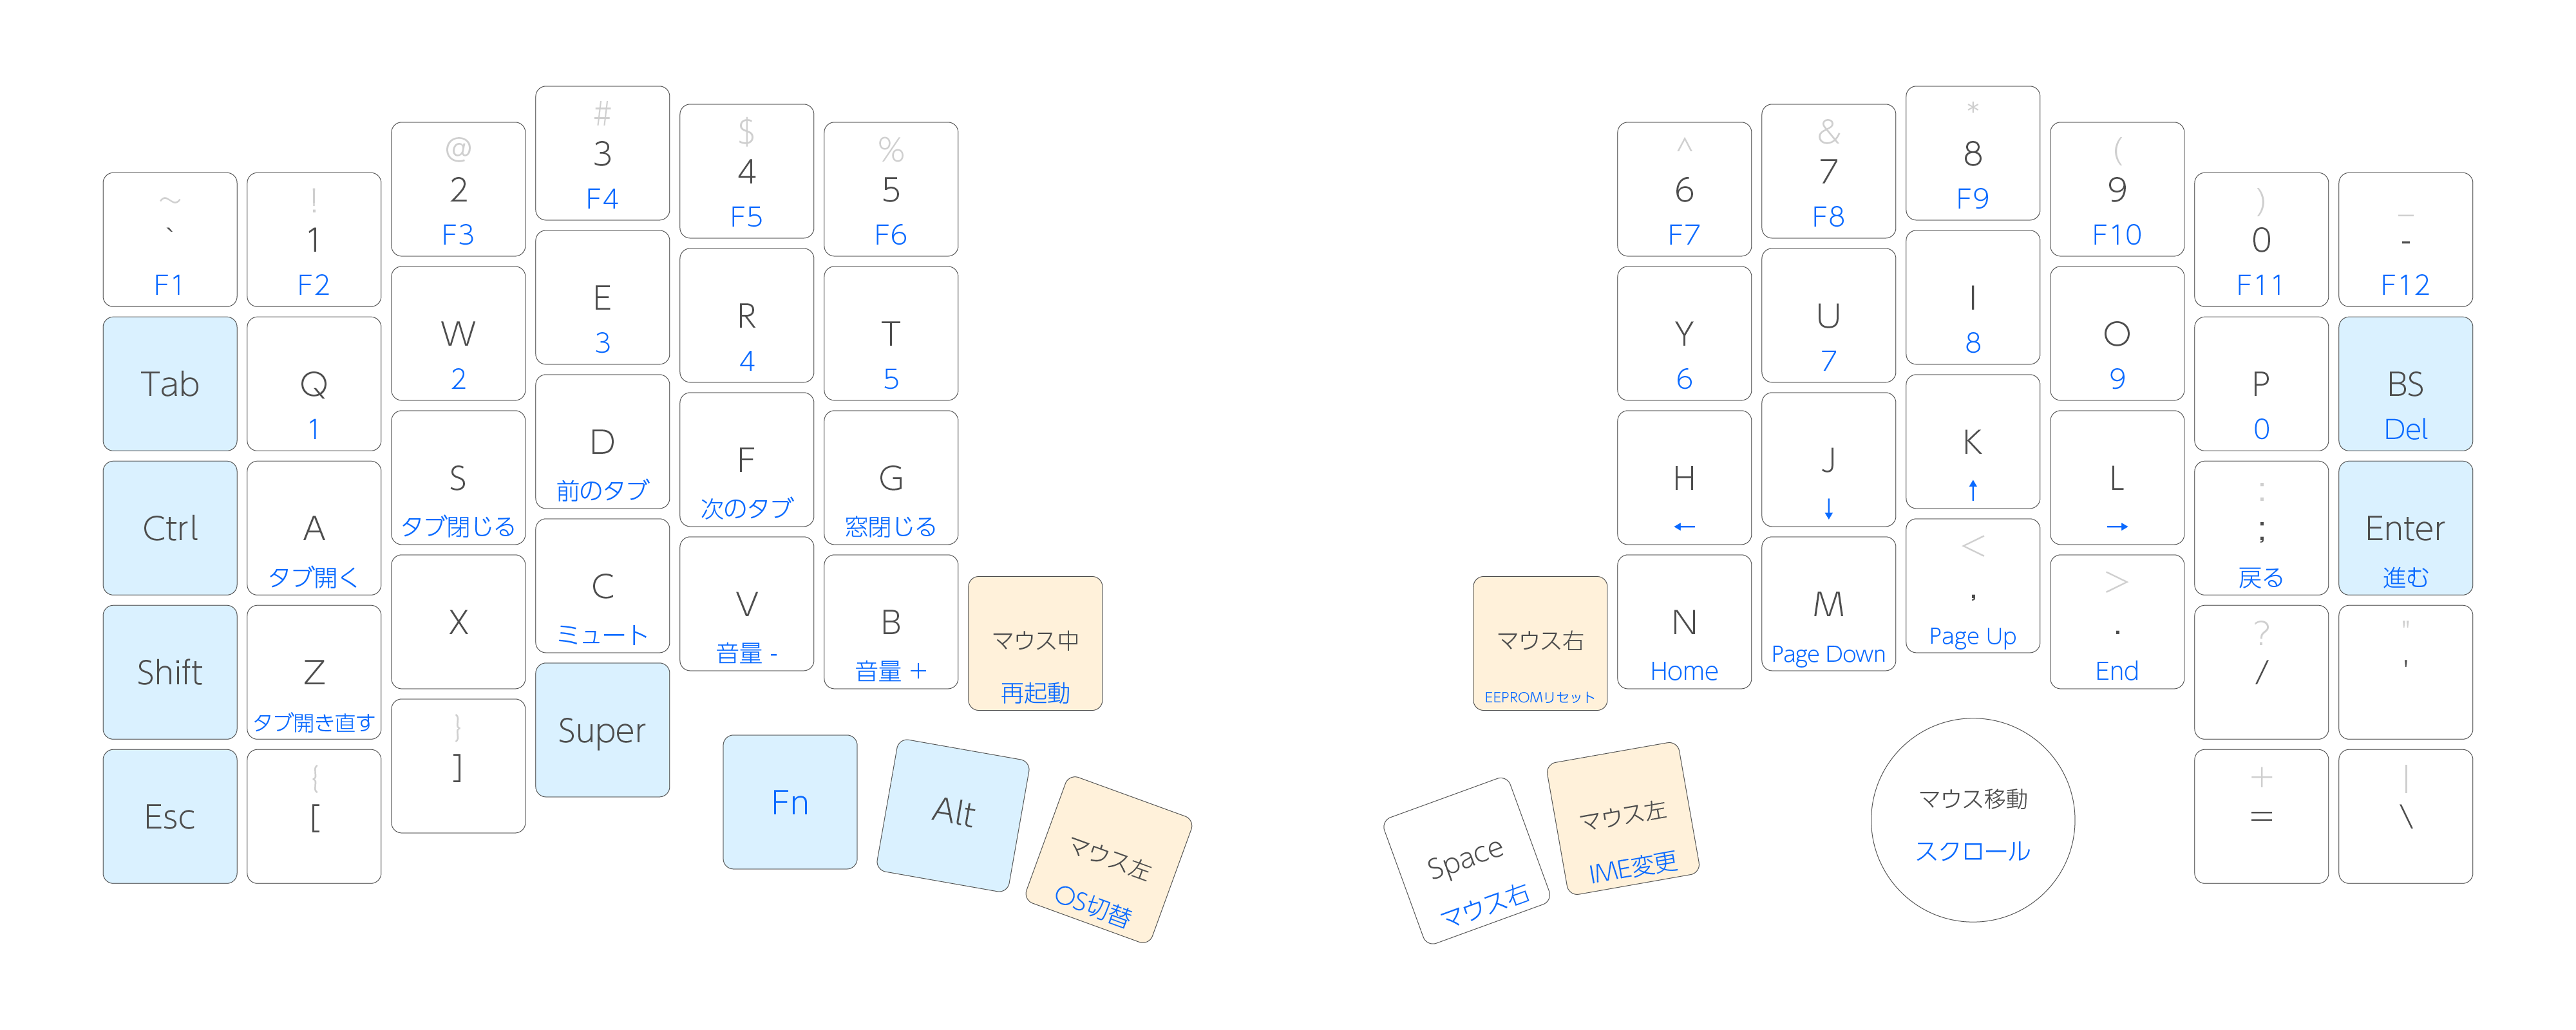 ~
`
F1
!
1
F2
@
2
F3
#
3
F4
$
4
F5
%
5
F6
Tab
Q
1
W
2
E
3
R
4
T
5
Ctrl
A
タブ開く
S
タブ閉じる
D
前のタブ
F
次のタブ
G
窓閉じる
Shift
Z
タブ開き直す
X
C
ミュート
V
音量 -
B
音量 +
マウス中
再起動
Esc
{
[
}
]
Super
Fn
Alt
マウス左
OS切替
^
6
F7
&
7
F8
*
8
F9
(
9
F10
)
0
F11
_
-
F12
Y
6
U
7
I
8
O
9
P
0
BS
Del
H
←
J
↓
K
↑
L
→
:
;
戻る
Enter
進む
マウス右
EEPROMリセット
N
Home
M
Page Down
<
,
Page Up
>
.
End
?
/
"
'
Space
マウス右
マウス左
IME変更
マウス移動
スクロール
+
=
|
\